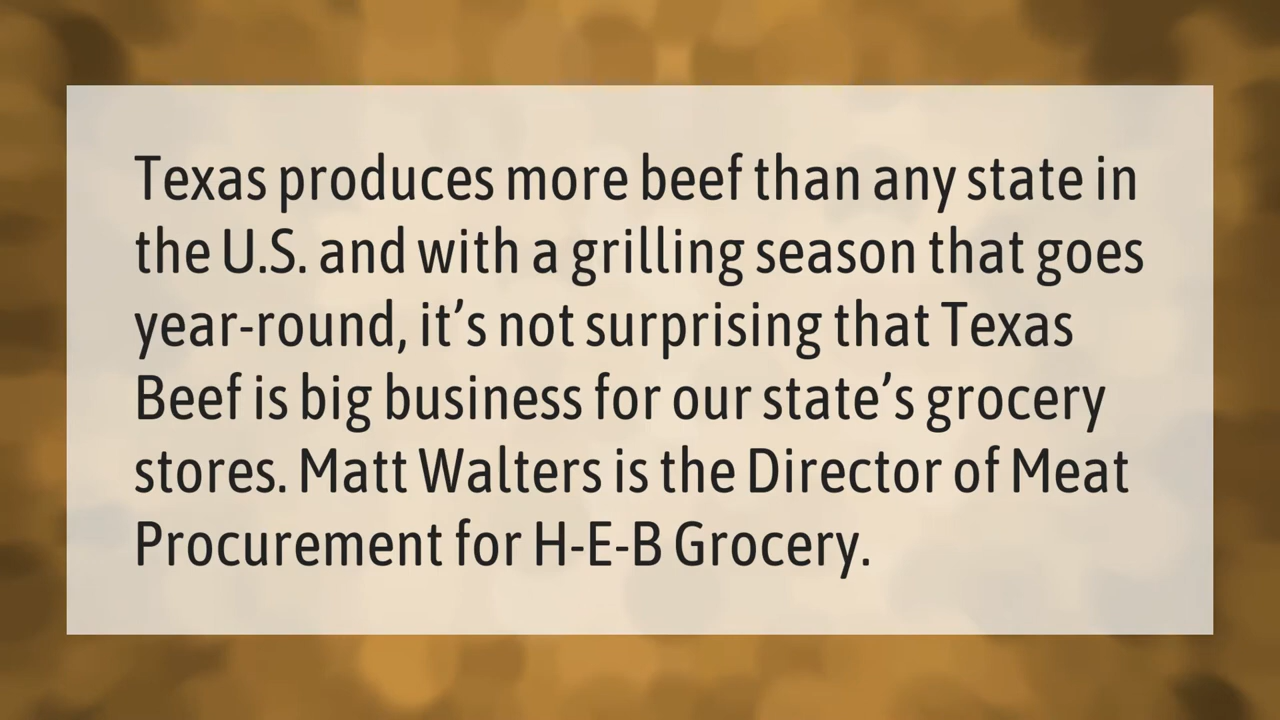 Texas produces more beef than any state in
the U.S. and with a grilling season that goes
year-round, it’s not surprising that Texas
Beef is big business for our state’s grocery
stores. Matt Walters is the Director of Meat
Procurement for H-E-B Grocery.